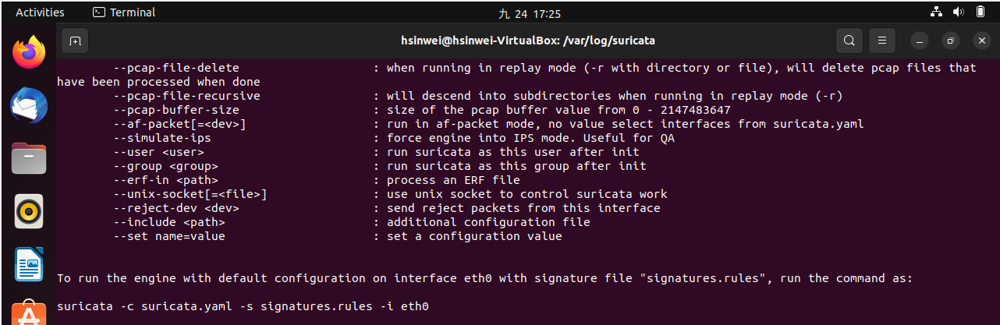 Activities
Terminal
九 24 17:25
hsinwei@hsinwei-VirtualBox: /var/log/suricata
--pcap-file-delete : when running in replay mode (-r with directory or file), will delete pcap files that
have been processed when done
--pcap-file-recursive : will descend into subdirectories when running in replay mode (-r)
--pcap-buffer-size : size of the pcap buffer value from 0 - 2147483647
--af-packet[=<dev>] : run in af-packet mode, no value select interfaces from suricata.yaml
--simulate-ips : force engine into IPS mode. Useful for QA
--user <user> : run suricata as this user after init
--group <group> : run suricata as this group after init
--erf-in <path> : process an ERF file
--unix-socket[=<file>] : use unix socket to control suricata work
--reject-dev <dev> : send reject packets from this interface
--include <path> : additional configuration file
--set name=value : set a configuration value
To run the engine with default configuration on interface eth0 with signature file "signatures.rules", run the command as:
suricata -c suricata.yaml -s signatures.rules -i eth0